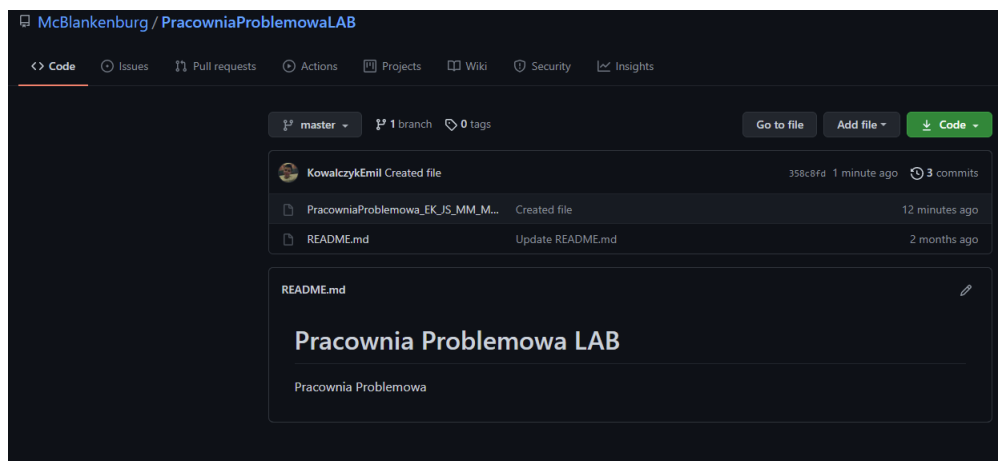 McBlankenburg / PracowniaProblemowaLAB
<> Code Issues Pull requests Actions Projects Wiki Security Insights
master 1 branch 0 tags Go to file Add file Code
KowalczykEmil Created file 358c8fd 1 minute ago 3 commits
PracowniaProblemowa_EK_JS_MM_M... Created file 12 minutes ago
README.md Update README.md 2 months ago
README.md
Pracownia Problemowa LAB
Pracownia Problemowa